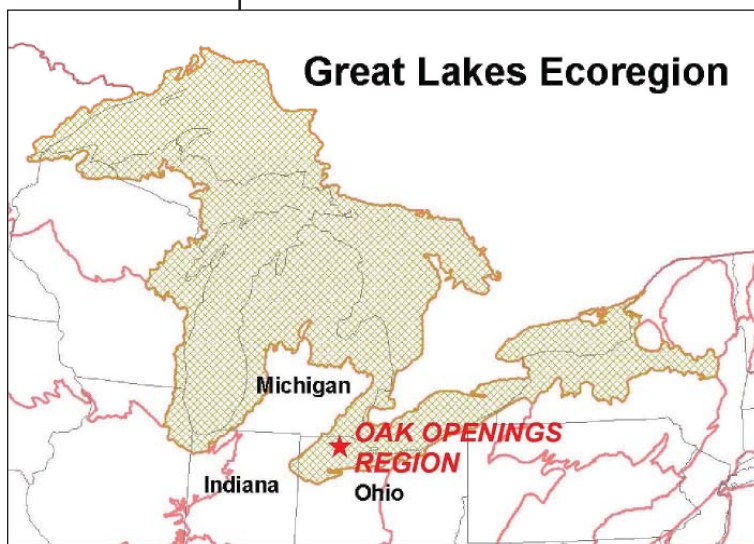 Great Lakes Ecoregion
Michigan
OAK OPENINGS
REGION
Indiana
Ohio